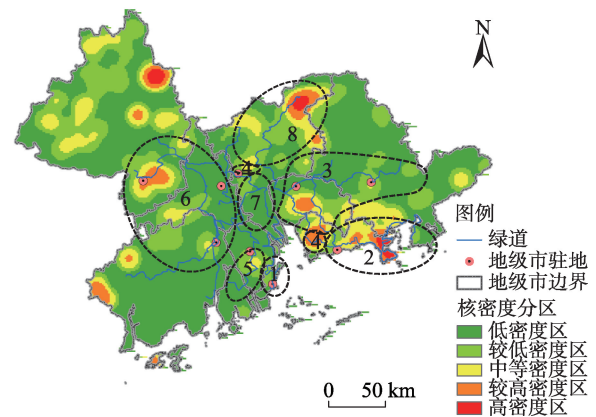 N
8
4
3
6
7
4
2
5
1
图例
绿道
地级市驻地
地级市边界
核密度分区
低密度区
较低密度区
中等密度区
较高密度区
高密度区
0 50 km